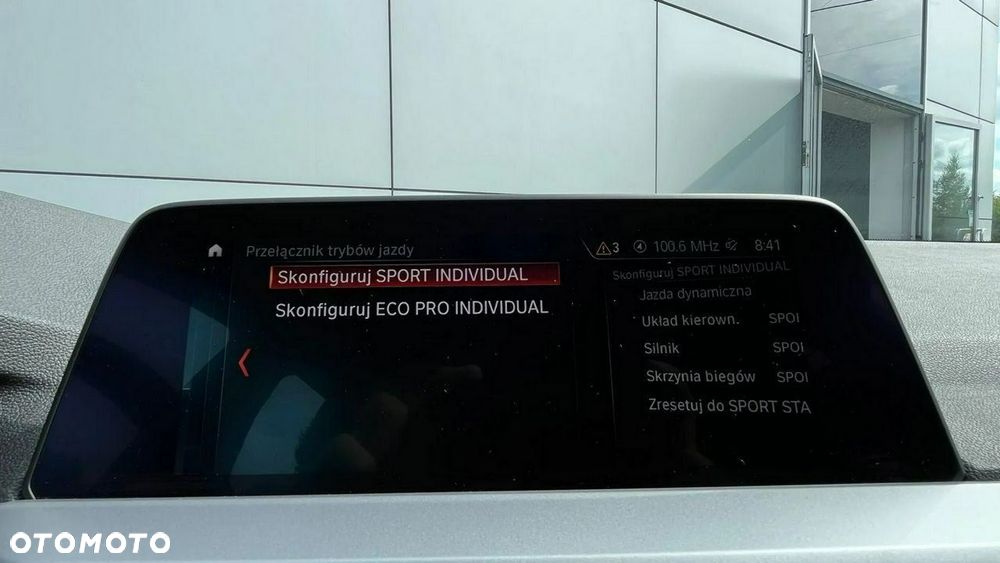 Przełącznik trybów jazdy
3 100.6 MHz 8:41
Skonfiguruj SPORT INDIVIDUAL
Skonfiguruj ECO PRO INDIVIDUAL
Skonfiguruj SPORT INDIVIDUAL
Jazda dynamiczna
Układ kierown. SPOI
Silnik SPOI
Skrzynia biegów SPOI
Zresetuj do SPORT STA
OTOMOTO